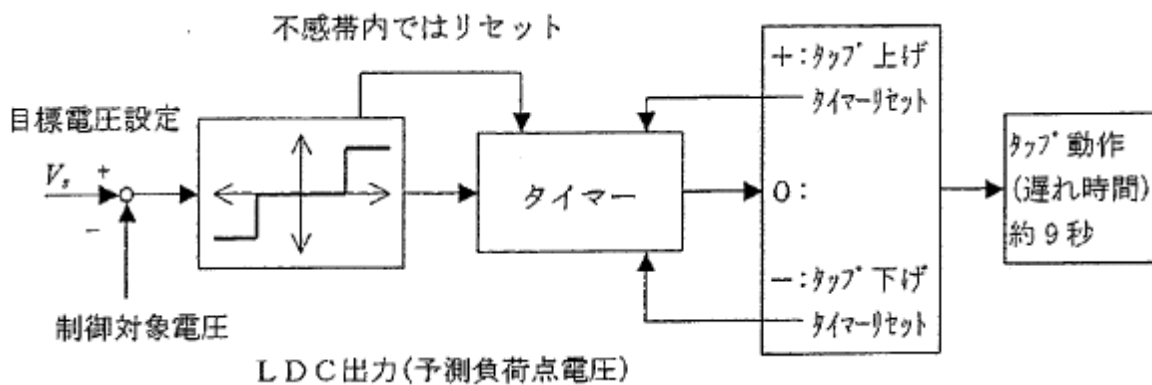 不感帯内ではリセット
目標電圧設定
Vs
+
−
制御対象電圧
タイマー
+:ﾀｯﾌﾟ上げ
ﾀｲﾏｰﾘｾｯﾄ
0:
−:ﾀｯﾌﾟ下げ
ﾀｲﾏｰﾘｾｯﾄ
ﾀｯﾌﾟ動作
(遅れ時間)
約9秒
LDC出力(予測負荷点電圧)